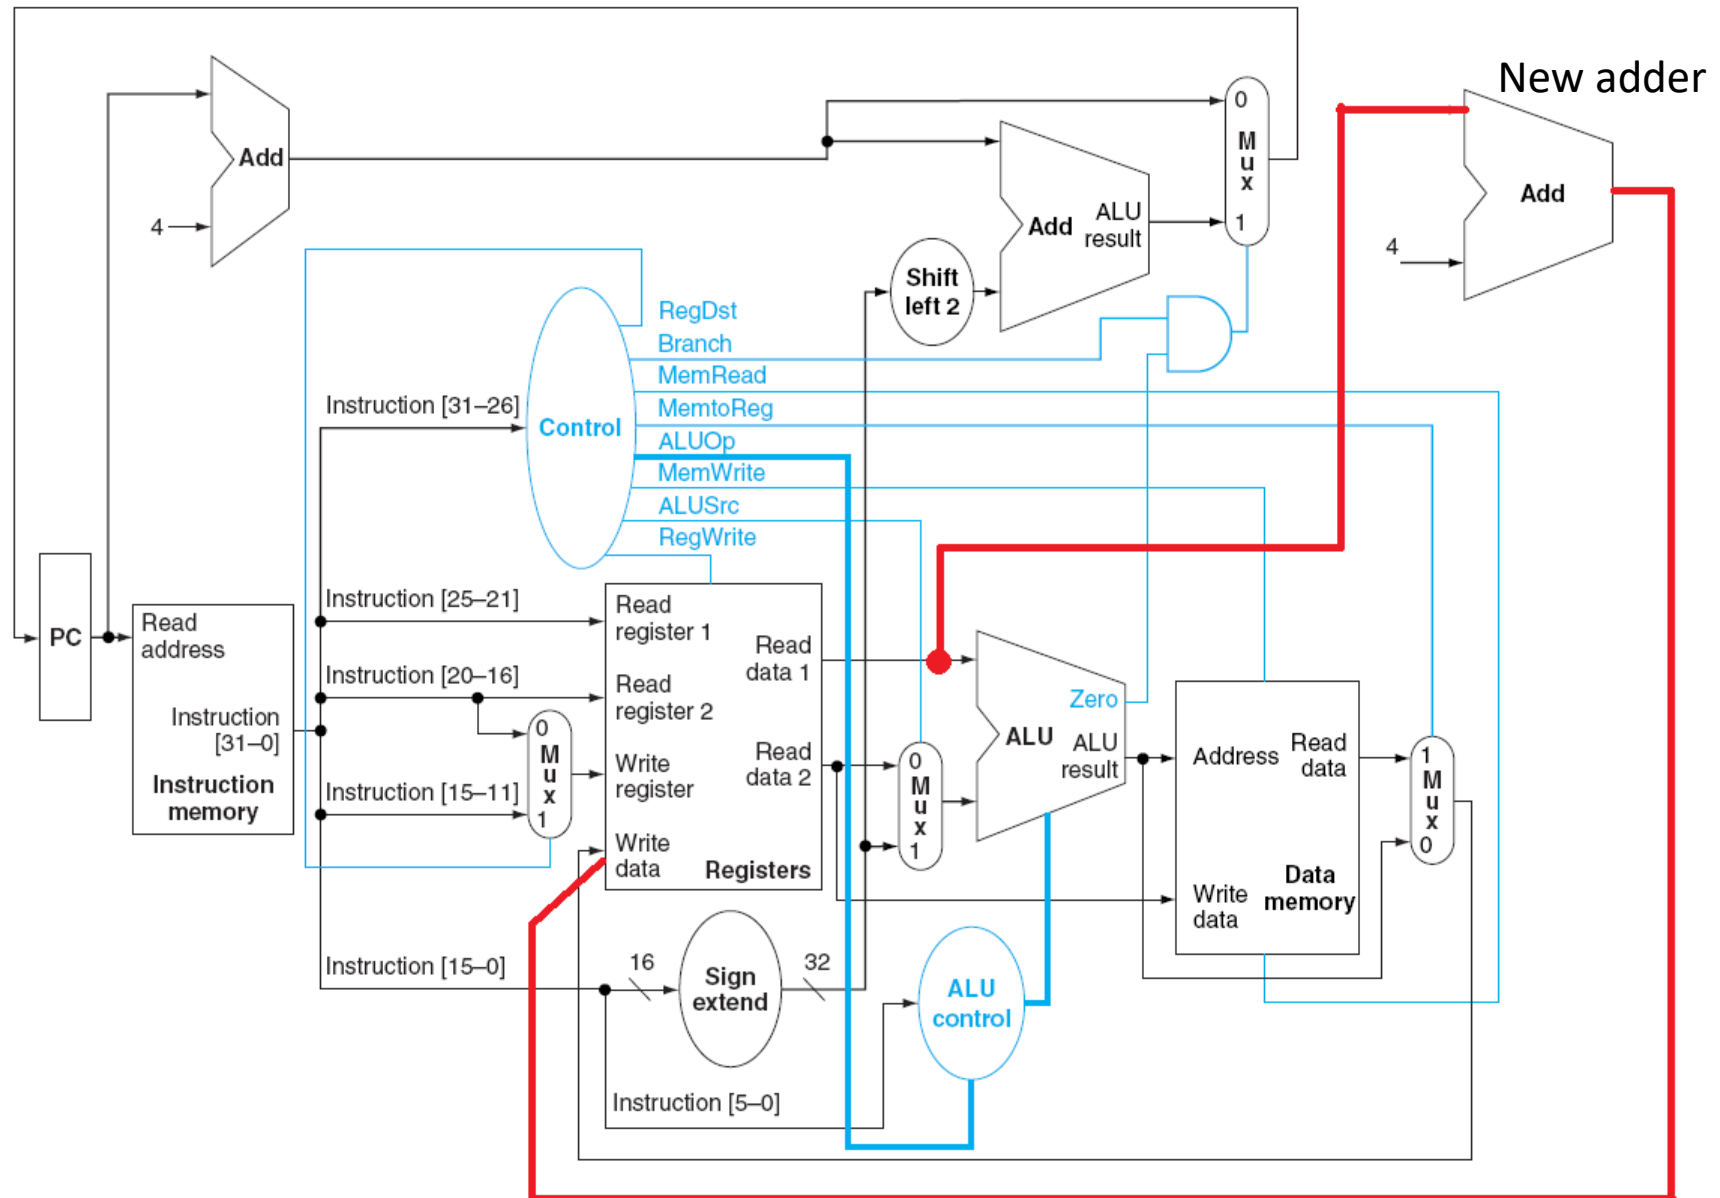 New adder
Add
4
Add
ALU
result
0
M
u
x
1
Add
4
Shift
left 2
RegDst
Branch
MemRead
MemtoReg
ALUOp
MemWrite
ALUSrc
RegWrite
Control
Instruction [31–26]
Instruction [25–21]
Instruction [20–16]
Instruction [15–11]
Instruction [15–0]
Instruction [5–0]
PC
Read
address
Instruction
[31–0]
Instruction
memory
0
M
u
x
1
Read
register 1
Read
register 2
Write
register
Write
data
Read
data 1
Read
data 2
Registers
0
M
u
x
1
Zero
ALU
ALU
result
Address
Read
data
Write
data
Data
memory
1
M
u
x
0
16
Sign
extend
32
ALU
control